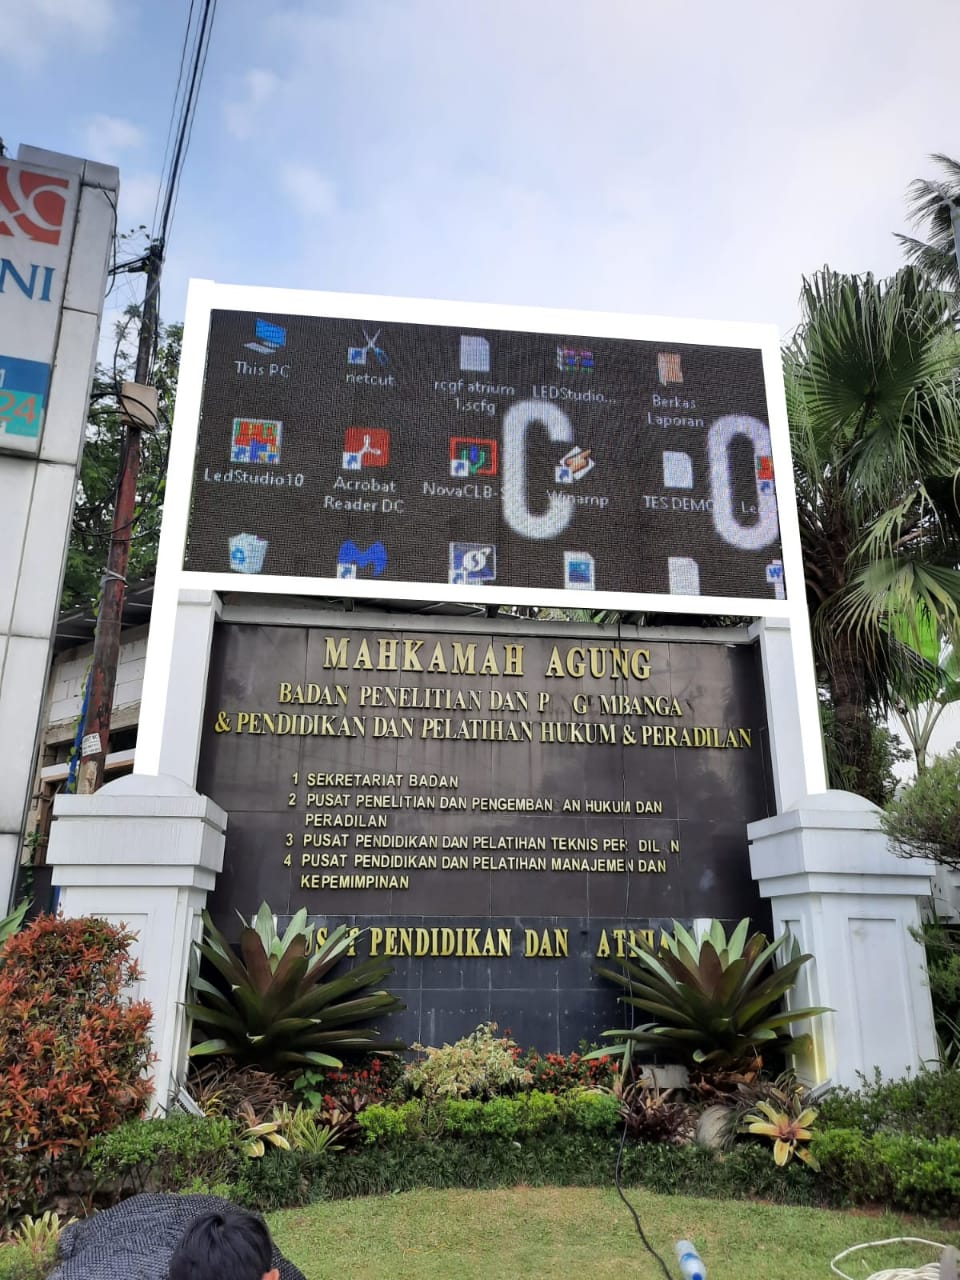 NI
24
This PC
netcut
rcgf atrium
1.scfg
LEDStudio...
Berkas
Laporan
LedStudio10
Acrobat
Reader DC
NovaCLB-
Winamp
TES DEMO
Le
C
O
MAHKAMAH AGUNG
BADAN PENELITIAN DAN P G MBANGA
& PENDIDIKAN DAN PELATIHAN HUKUM & PERADILAN
1 SEKRETARIAT BADAN
2 PUSAT PENELITIAN DAN PENGEMBAN AN HUKUM DAN
PERADILAN
3 PUSAT PENDIDIKAN DAN PELATIHAN TEKNIS PER DIL N
4 PUSAT PENDIDIKAN DAN PELATIHAN MANAJEMEN DAN
KEPEMIMPINAN
PENDIDIKAN DAN ATIHA